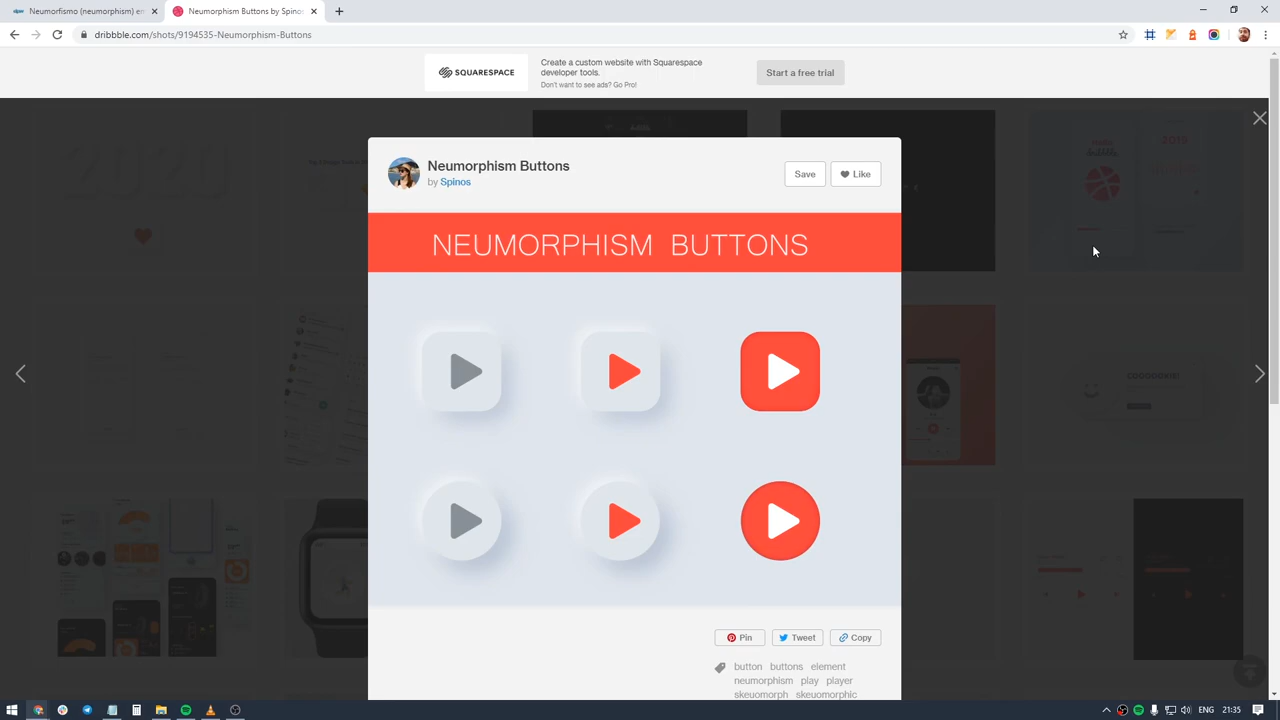 Neumorfismo (neumorphism) em
Neumorphism Buttons by Spinos
dribbble.com/shots/9194535-Neumorphism-Buttons
SQUARESPACE
Create a custom website with Squarespace
developer tools.
Don't want to see ads? Go Pro!
Start a free trial
Neumorphism Buttons
by Spinos
Save
Like
NEUMORPHISM BUTTONS
Pin
Tweet
Copy
button buttons element
neumorphism play player
skeuomorph skeuomorphic
POR
21:35